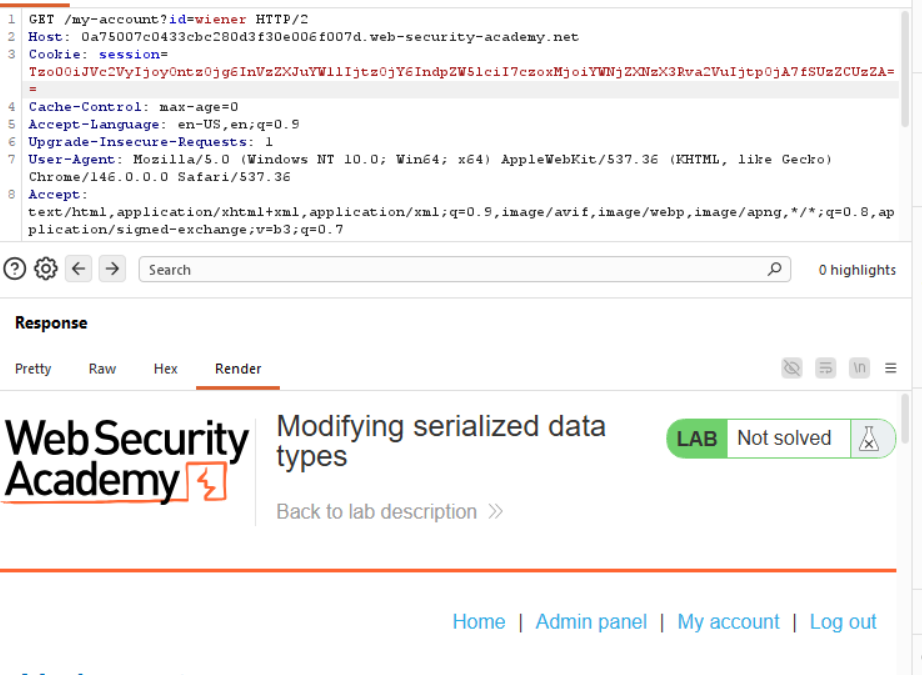 1 GET /my-account?id=wiener HTTP/2
2 Host: 0a75007c0433cbc280d3f30e006f007d.web-security-academy.net
3 Cookie: session=
Tzo0OiJVc2VyIjoyOntzOjg6InVzZXJuYW1lIjtzOjY6IndpZW5lciI7czoxMjoiYWNjZXNzX3Rva2VuIjtpOjA7fSUzZCUzZA=
=
4 Cache-Control: max-age=0
5 Accept-Language: en-US,en;q=0.9
6 Upgrade-Insecure-Requests: 1
7 User-Agent: Mozilla/5.0 (Windows NT 10.0; Win64; x64) AppleWebKit/537.36 (KHTML, like Gecko)
Chrome/146.0.0.0 Safari/537.36
8 Accept:
text/html,application/xhtml+xml,application/xml;q=0.9,image/avif,image/webp,image/apng,*/*;q=0.8,ap
plication/signed-exchange;v=b3;q=0.7
Search
0 highlights
Response
Pretty Raw Hex Render
\n
Web Security
Academy
Modifying serialized data
types
LAB Not solved
Back to lab description
Home | Admin panel | My account | Log out